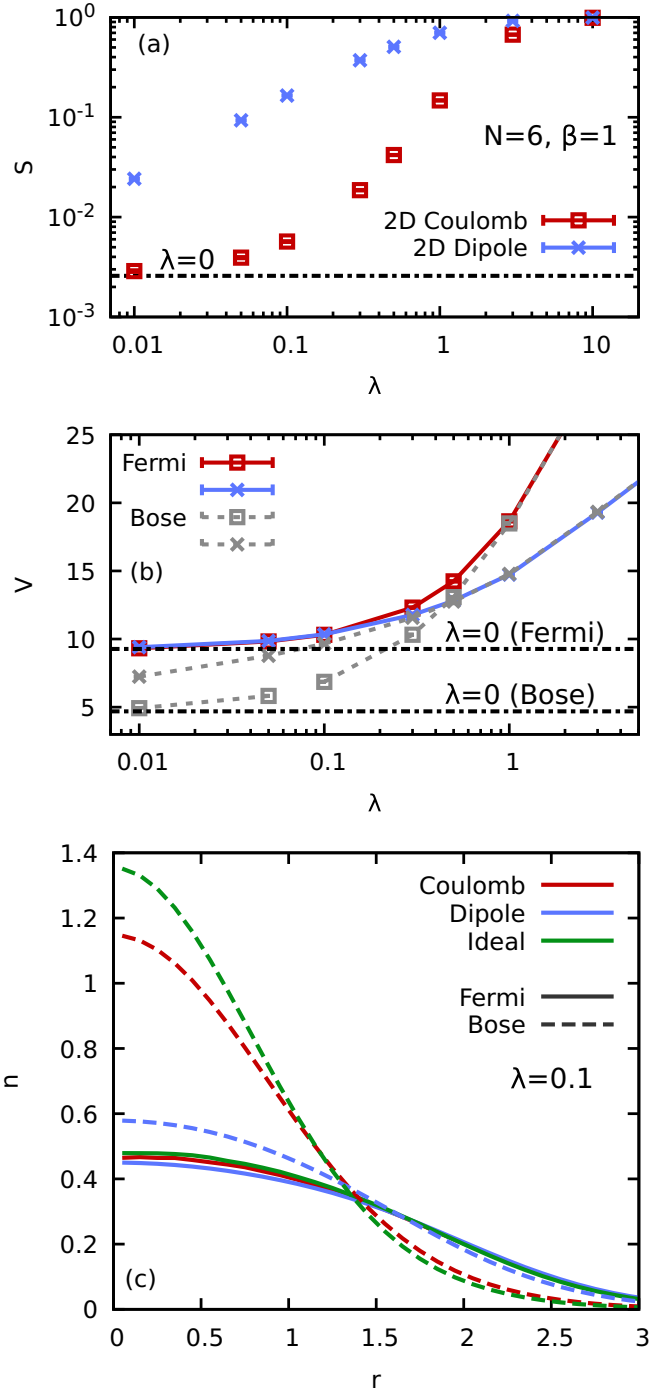 10⁰
(a)
10⁻¹
S
N=6, β=1
10⁻²
2D Coulomb
2D Dipole
λ=0
10⁻³
0.01 0.1 1 10
λ
25
Fermi
20
Bose
V
15
(b)
10
λ=0 (Fermi)
λ=0 (Bose)
5
0.01 0.1 1
λ
1.4
Coulomb
Dipole
1.2
Ideal
1
Fermi
Bose
0.8
n
λ=0.1
0.6
0.4
0.2
(c)
0
0 0.5 1 1.5 2 2.5 3
r